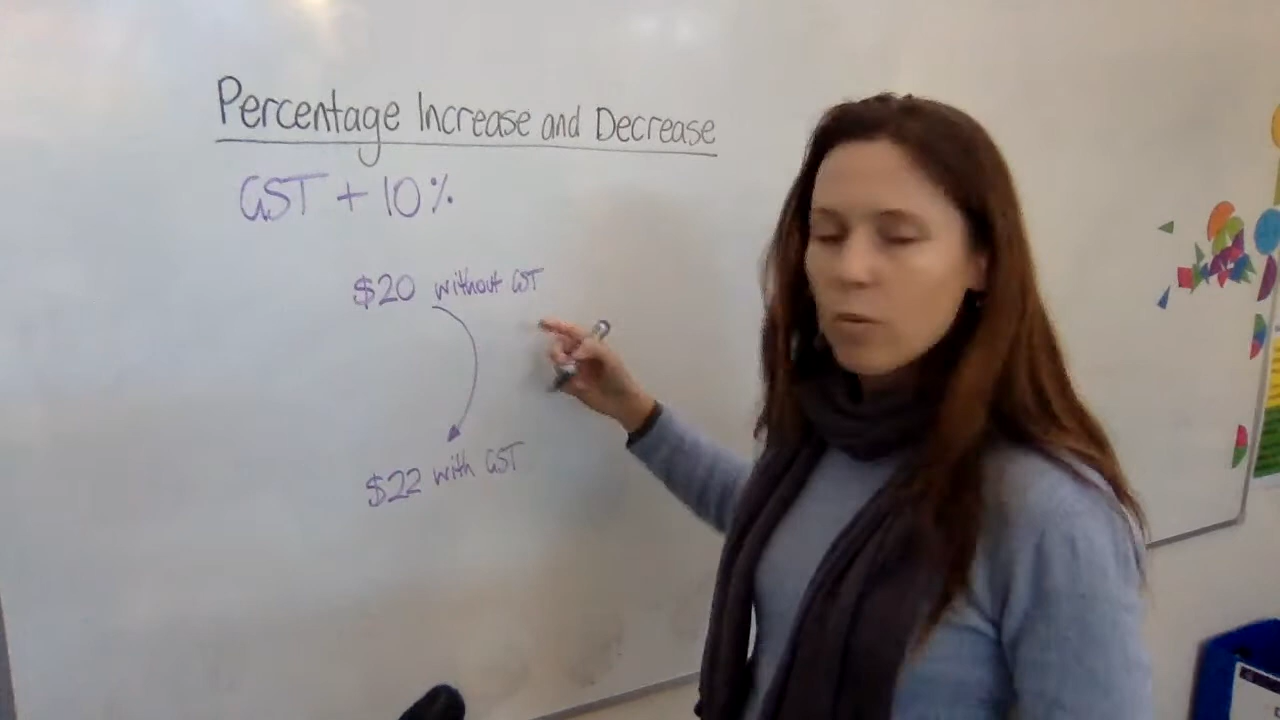 Percentage Increase and Decrease
GST + 10%
$20 without GST
$22 with GST